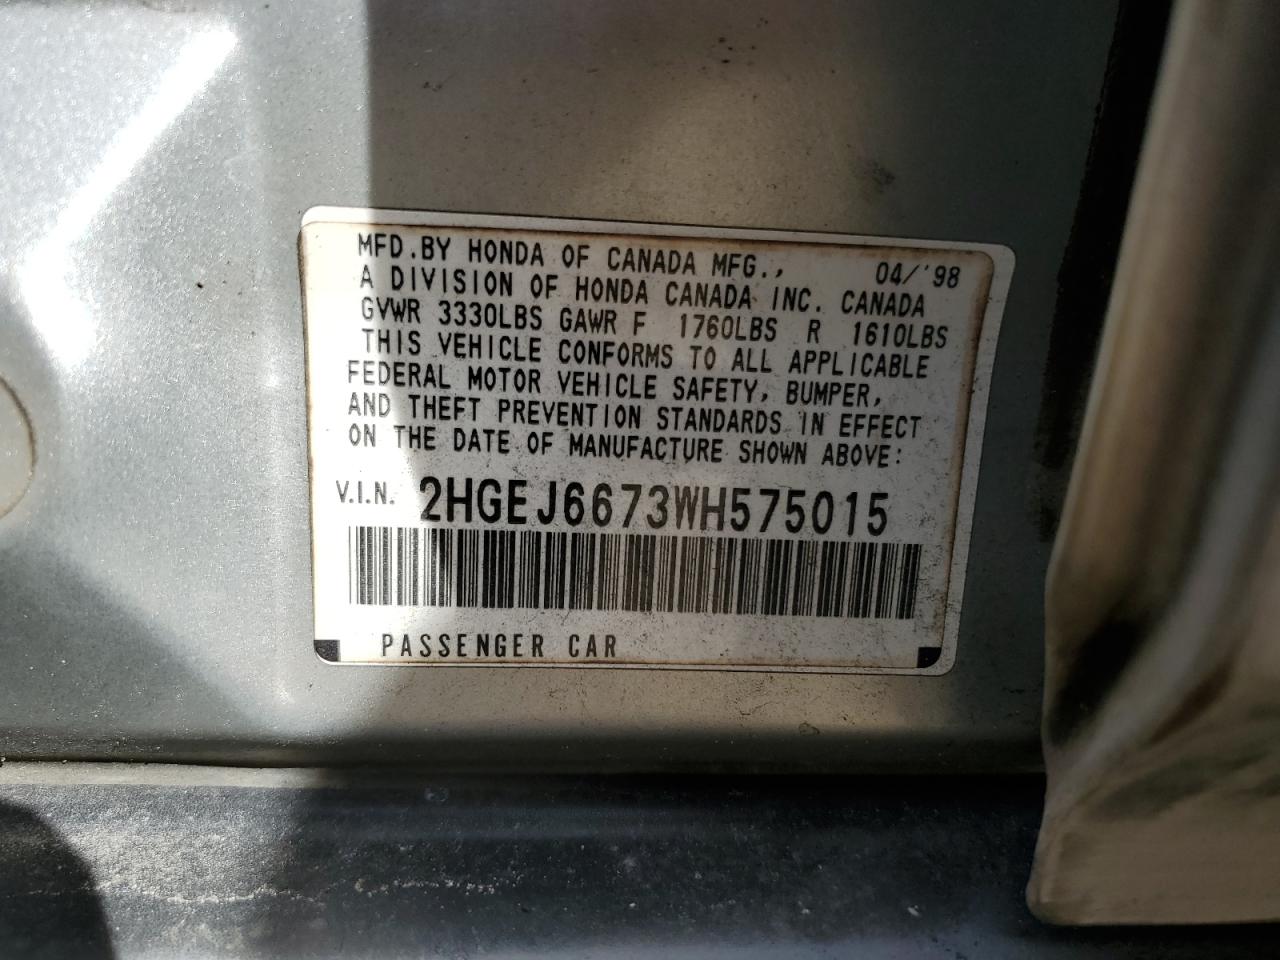 MFD.BY HONDA OF CANADA MFG., 04/'98
A DIVISION OF HONDA CANADA INC. CANADA
GVWR 3330LBS GAWR F 1760LBS R 1610LBS
THIS VEHICLE CONFORMS TO ALL APPLICABLE
FEDERAL MOTOR VEHICLE SAFETY, BUMPER,
AND THEFT PREVENTION STANDARDS IN EFFECT
ON THE DATE OF MANUFACTURE SHOWN ABOVE:
V.I.N. 2HGEJ6673WH575015
PASSENGER CAR